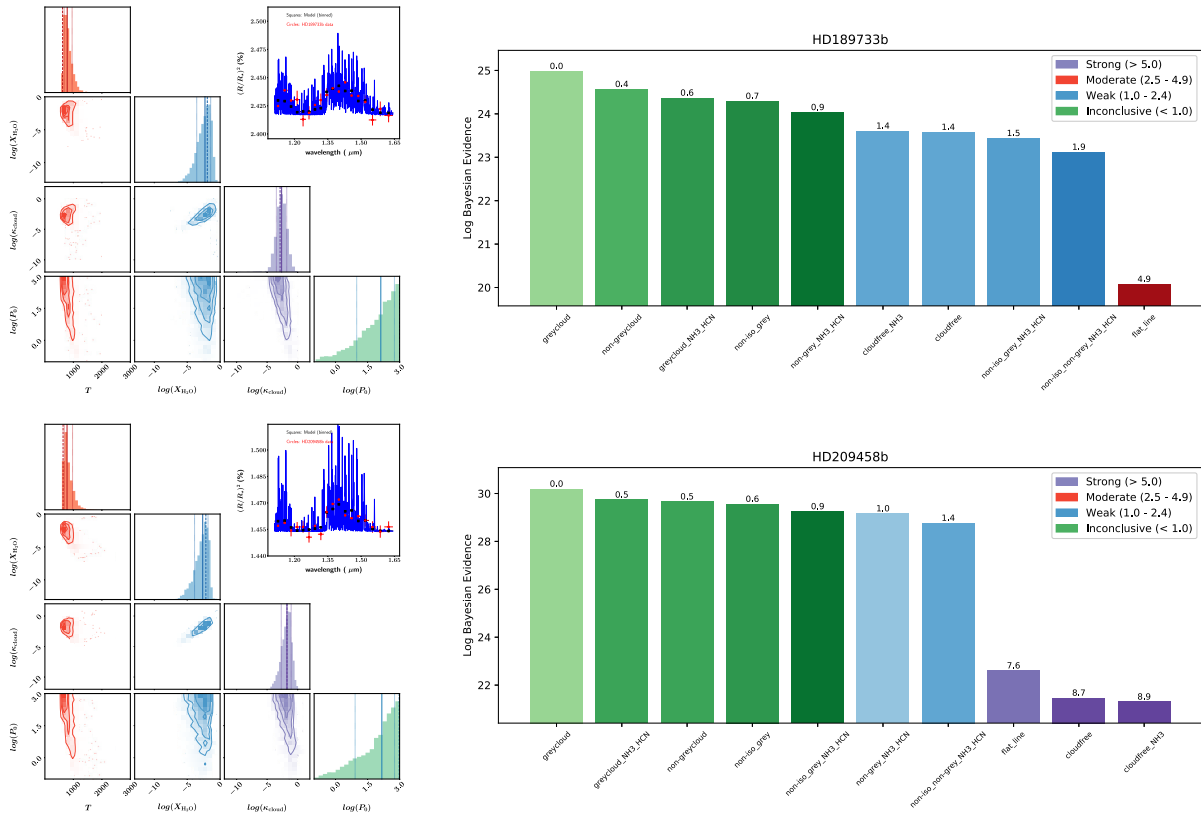 2.525
2.500
2.475
2.450
2.425
2.400
(R/R⋆)² (%)
Squares: Model (binned)
Circles: HD189733b data
1.20
1.35
1.50
1.65
wavelength ( μm)
log(X_H₂O)
0
−5
−10
log(κ_cloud)
0
−5
−10
log(P₀)
3.0
1.5
0.0
1000
2000
3000
T
−10
−5
0
log(X_H₂O)
−10
−5
0
log(κ_cloud)
0.0
1.5
3.0
log(P₀)
HD189733b
Log Bayesian Evidence
25
24
23
22
21
20
0.0
0.4
0.6
0.7
0.9
1.4
1.4
1.5
1.9
4.9
Strong (> 5.0)
Moderate (2.5 - 4.9)
Weak (1.0 - 2.4)
Inconclusive (< 1.0)
greycloud
non-greycloud
greycloud_NH3_HCN
non-iso_grey
non-grey_NH3_HCN
cloudfree_NH3
cloudfree
non-iso_grey_NH3_HCN
non-iso_non-grey_NH3_HCN
flat_line
1.500
1.480
1.455
1.440
(R/R⋆)² (%)
Squares: Model (binned)
Circles: HD209458b data
1.20
1.35
1.50
1.65
wavelength ( μm)
log(X_H₂O)
0
−5
−10
log(κ_cloud)
0
−5
−10
log(P₀)
3.0
1.5
0.0
1000
2000
3000
T
−10
−5
0
log(X_H₂O)
−10
−5
0
log(κ_cloud)
0.0
1.5
3.0
log(P₀)
HD209458b
Log Bayesian Evidence
30
28
26
24
22
0.0
0.5
0.5
0.6
0.9
1.0
1.4
7.6
8.7
8.9
Strong (> 5.0)
Moderate (2.5 - 4.9)
Weak (1.0 - 2.4)
Inconclusive (< 1.0)
greycloud
greycloud_NH3_HCN
non-greycloud
non-iso_grey
non-iso_grey_NH3_HCN
non-grey_NH3_HCN
non-iso_non-grey_NH3_HCN
flat_line
cloudfree
cloudfree_NH3